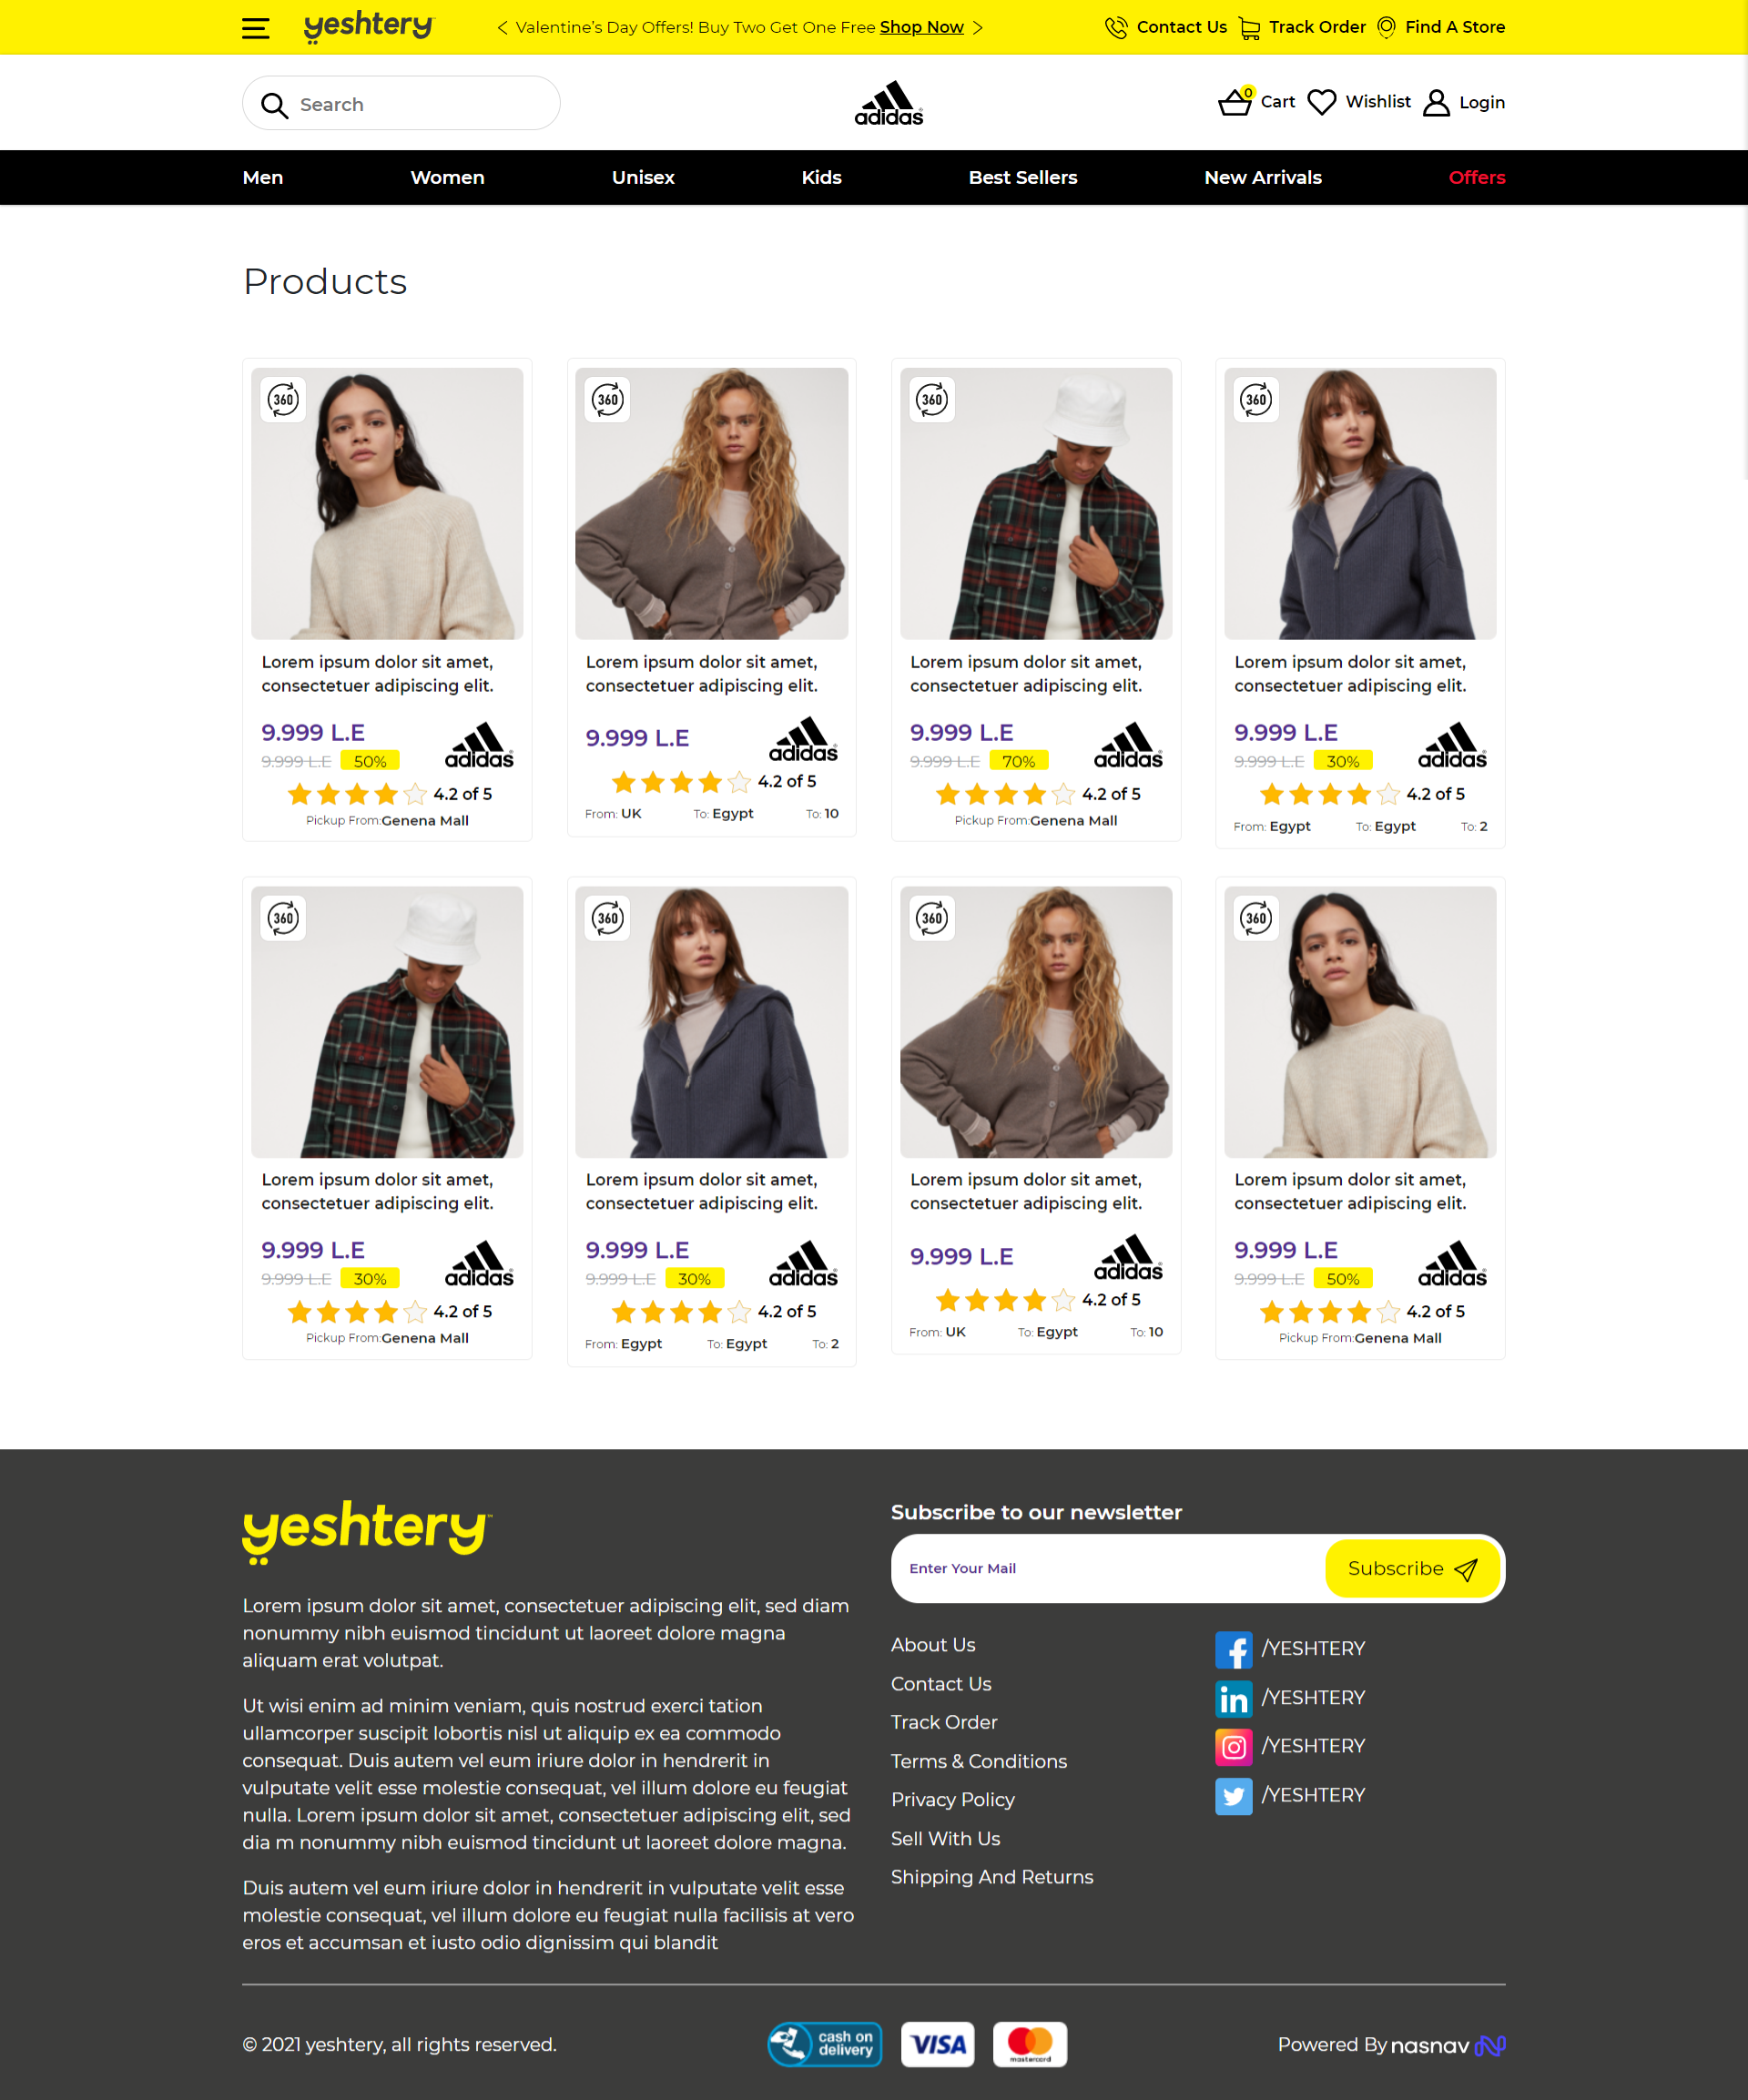 yeshtery
< Valentine's Day Offers! Buy Two Get One Free Shop Now >
Contact Us
Track Order
Find A Store
Search
adidas
0
Cart
Wishlist
Login
Men
Women
Unisex
Kids
Best Sellers
New Arrivals
Offers
Products
360
Lorem ipsum dolor sit amet,
consectetuer adipiscing elit.
9.999 L.E
9.999 L.E 50%
adidas
4.2 of 5
Pickup From:Genena Mall
360
Lorem ipsum dolor sit amet,
consectetuer adipiscing elit.
9.999 L.E
adidas
4.2 of 5
From: UK To: Egypt To: 10
360
Lorem ipsum dolor sit amet,
consectetuer adipiscing elit.
9.999 L.E
9.999 L.E 70%
adidas
4.2 of 5
Pickup From:Genena Mall
360
Lorem ipsum dolor sit amet,
consectetuer adipiscing elit.
9.999 L.E
9.999 L.E 30%
adidas
4.2 of 5
From: Egypt To: Egypt To: 2
360
Lorem ipsum dolor sit amet,
consectetuer adipiscing elit.
9.999 L.E
9.999 L.E 30%
adidas
4.2 of 5
Pickup From:Genena Mall
360
Lorem ipsum dolor sit amet,
consectetuer adipiscing elit.
9.999 L.E
9.999 L.E 30%
adidas
4.2 of 5
From: Egypt To: Egypt To: 2
360
Lorem ipsum dolor sit amet,
consectetuer adipiscing elit.
9.999 L.E
adidas
4.2 of 5
From: UK To: Egypt To: 10
360
Lorem ipsum dolor sit amet,
consectetuer adipiscing elit.
9.999 L.E
9.999 L.E 50%
adidas
4.2 of 5
Pickup From:Genena Mall
yeshtery
Lorem ipsum dolor sit amet, consectetuer adipiscing elit, sed diam
nonummy nibh euismod tincidunt ut laoreet dolore magna
aliquam erat volutpat.
Ut wisi enim ad minim veniam, quis nostrud exerci tation
ullamcorper suscipit lobortis nisl ut aliquip ex ea commodo
consequat. Duis autem vel eum iriure dolor in hendrerit in
vulputate velit esse molestie consequat, vel illum dolore eu feugiat
nulla. Lorem ipsum dolor sit amet, consectetuer adipiscing elit, sed
dia m nonummy nibh euismod tincidunt ut laoreet dolore magna.
Duis autem vel eum iriure dolor in hendrerit in vulputate velit esse
molestie consequat, vel illum dolore eu feugiat nulla facilisis at vero
eros et accumsan et iusto odio dignissim qui blandit
Subscribe to our newsletter
Enter Your Mail
Subscribe
About Us
Contact Us
Track Order
Terms & Conditions
Privacy Policy
Sell With Us
Shipping And Returns
/YESHTERY
/YESHTERY
/YESHTERY
/YESHTERY
© 2021 yeshtery, all rights reserved.
cash on
delivery
VISA
mastercard
Powered By nasnav